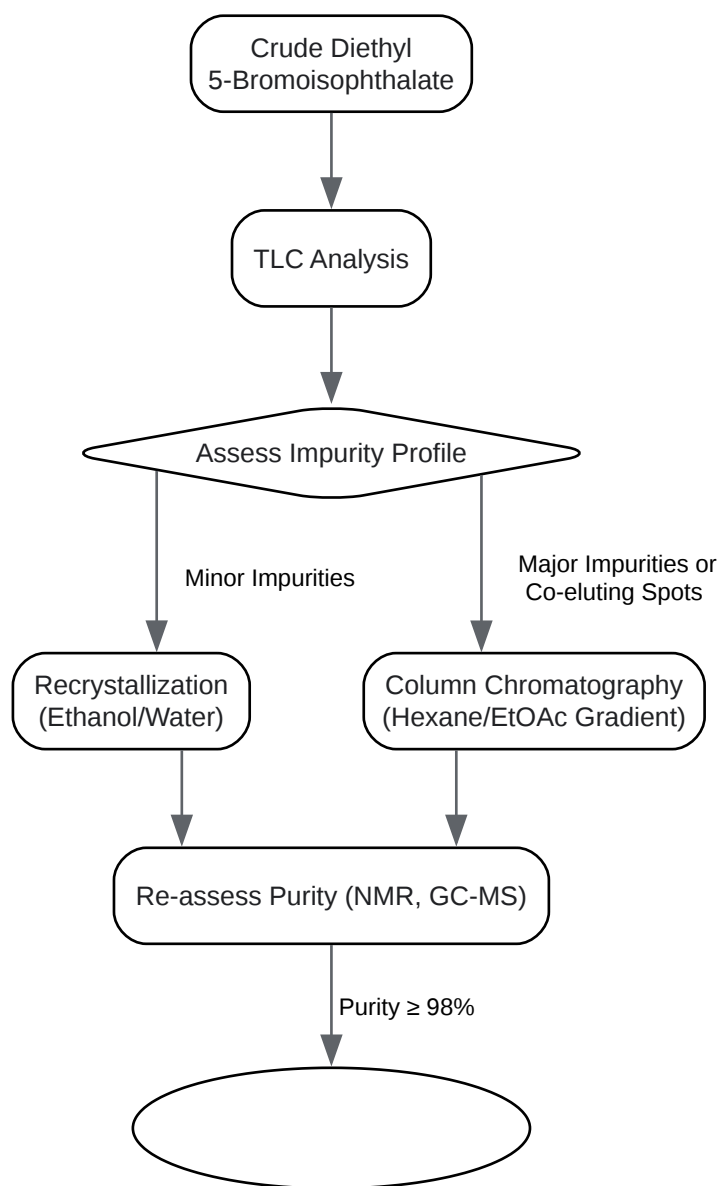 Crude Diethyl
5-Bromoisophthalate
TLC Analysis
Assess Impurity Profile
Minor Impurities
Major Impurities or
Co-eluting Spots
Recrystallization
(Ethanol/Water)
Column Chromatography
(Hexane/EtOAc Gradient)
Re-assess Purity (NMR, GC-MS)
Purity ≥ 98%